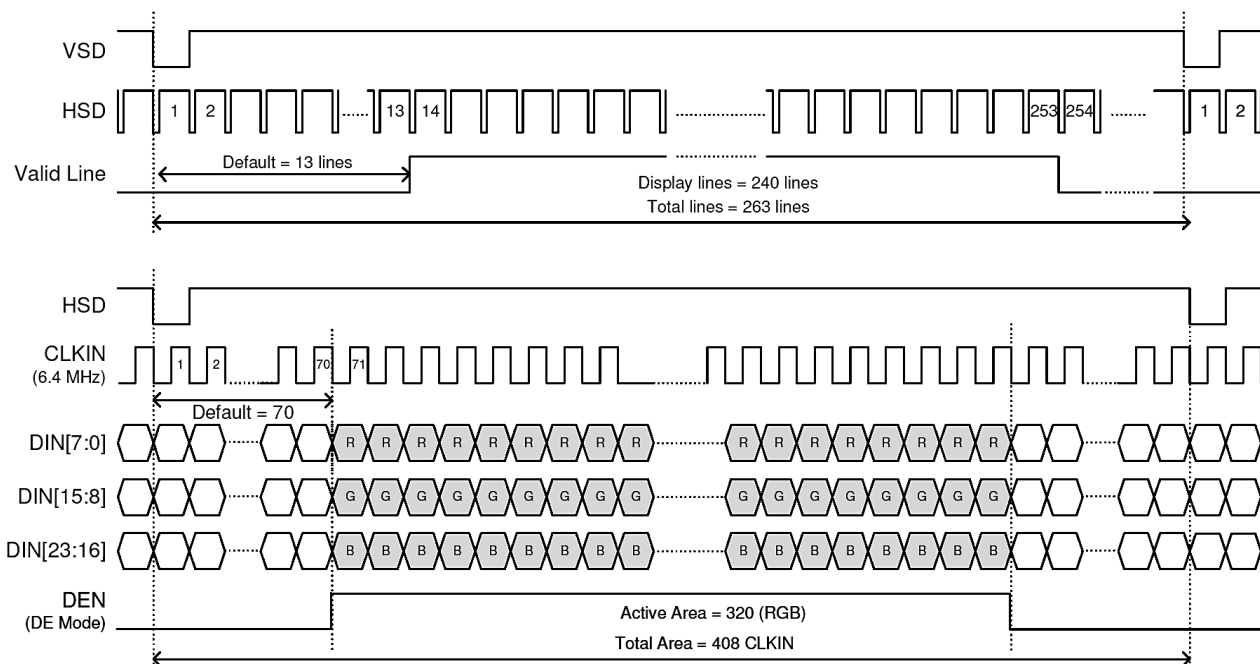 VSD
HSD 1 2 13 14 253 254 1 2
Default = 13 lines
Valid Line
Display lines = 240 lines
Total lines = 263 lines
HSD
CLKIN 1 2 70 71
(6.4 MHz)
Default = 70
DIN[7:0] R R R R R R R R R R R R R R R R R
DIN[15:8] G G G G G G G G G G G G G G G G G
DIN[23:16] B B B B B B B B B B B B B B B B B
DEN
(DE Mode)
Active Area = 320 (RGB)
Total Area = 408 CLKIN